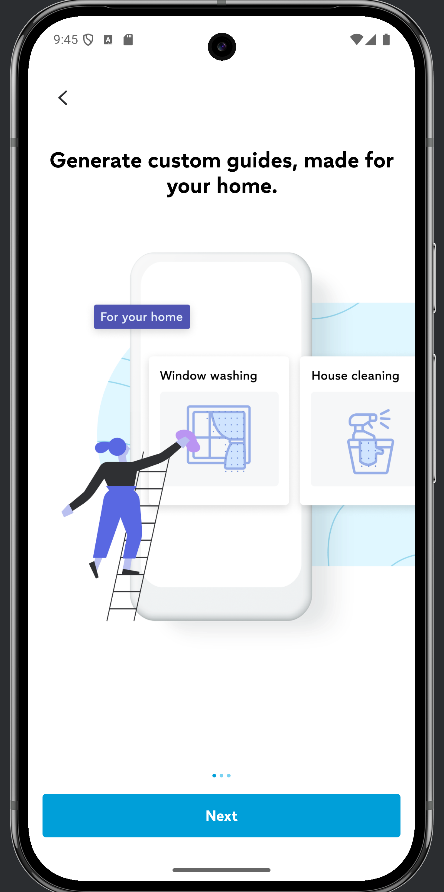 9:45
Generate custom guides, made for
your home.
For your home
Window washing
House cleaning
Next